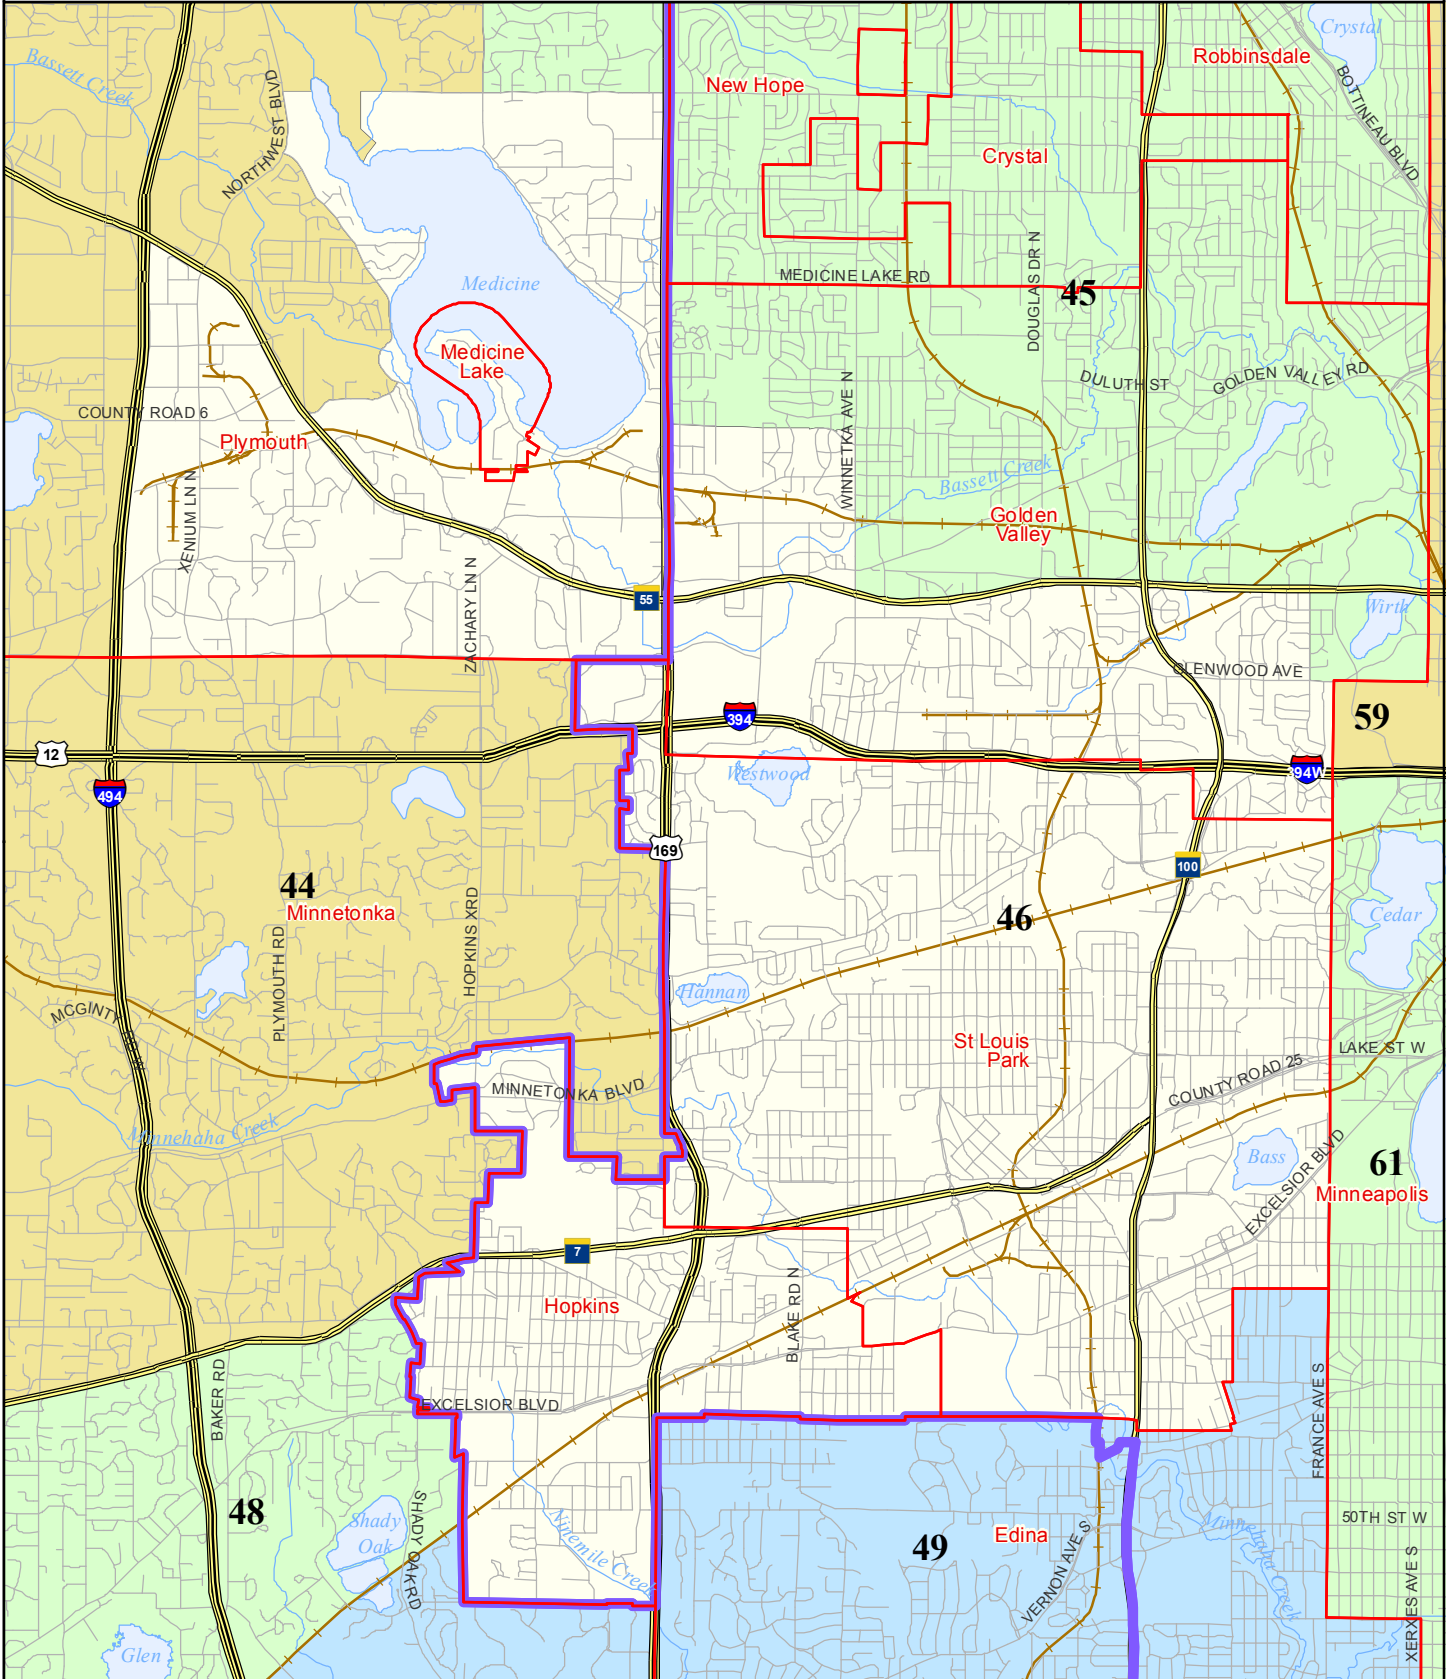 Crystal
Robbinsdale
Bassett Creek
New Hope
BOTTINEAU BLVD
NORTHWEST BLVD
Crystal
MEDICINE LAKE RD
DOUGLAS DR N
45
Medicine
Medicine
Lake
DULUTH ST
GOLDEN VALLEY RD
COUNTY ROAD 6
Plymouth
WINNETKA AVE N
Bassett Creek
XENIUM LN N
Golden
Valley
ZACHARY LN N
55
Wirth
GLENWOOD AVE
394
59
12
Westwood
394W
494
169
100
44
Minnetonka
HOPKINS XRD
PLYMOUTH RD
46
Cedar
Hannan
MCGINTY
St Louis
Park
LAKE ST W
COUNTY ROAD 25
MINNETONKA BLVD
Minnehaha Creek
Bass
EXCELSIOR BLVD
61
Minneapolis
7
Hopkins
BLAKE RD N
BAKER RD
EXCELSIOR BLVD
FRANCE AVE S
48
Shady
Oak
SHADY OAK RD
Ninemile Creek
49
Edina
VERNON AVE S
Minnehaha Creek
50TH ST W
XERXES AVE S
Glen